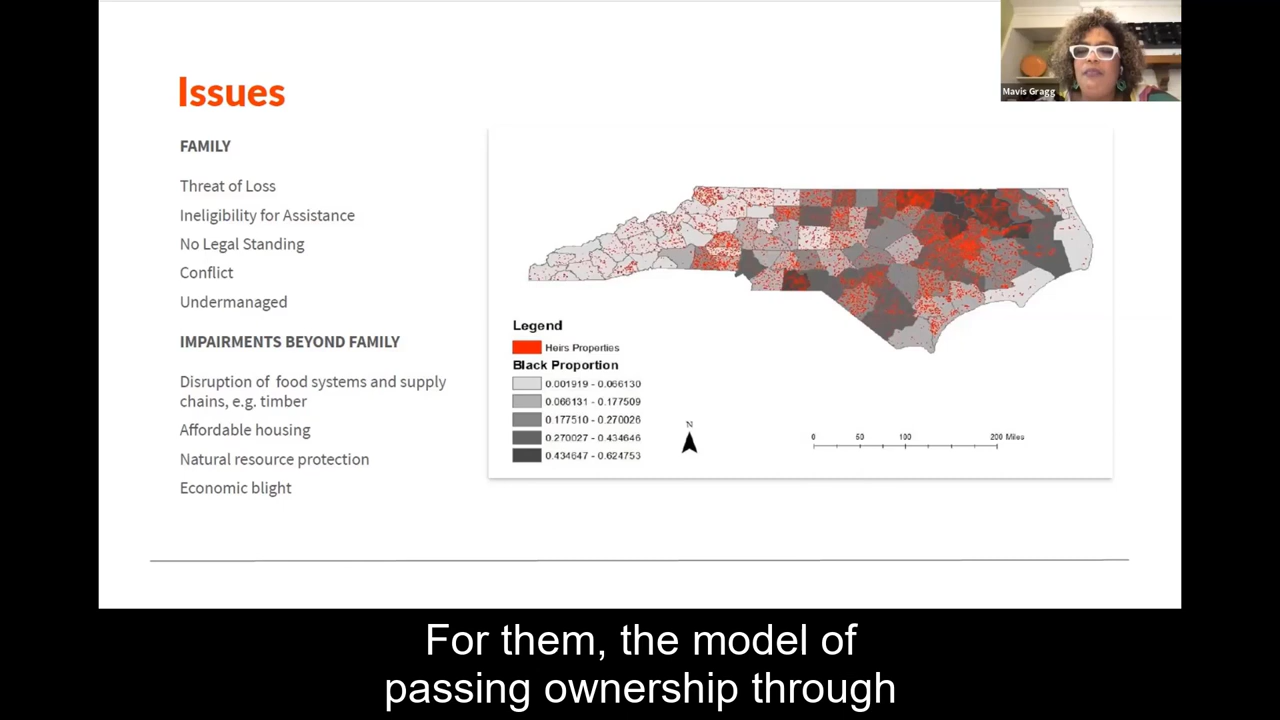 Issues
FAMILY
Threat of Loss
Ineligibility for Assistance
No Legal Standing
Conflict
Undermanaged
IMPAIRMENTS BEYOND FAMILY
Disruption of food systems and supply
chains, e.g. timber
Affordable housing
Natural resource protection
Economic blight
Mavis Gragg
Legend
Heirs Properties
Black Proportion
0.001919 - 0.066130
0.066131 - 0.177509
0.177510 - 0.270026
0.270027 - 0.434646
0.434647 - 0.624753
N
0 50 100 200 Miles
For them, the model of
passing ownership through